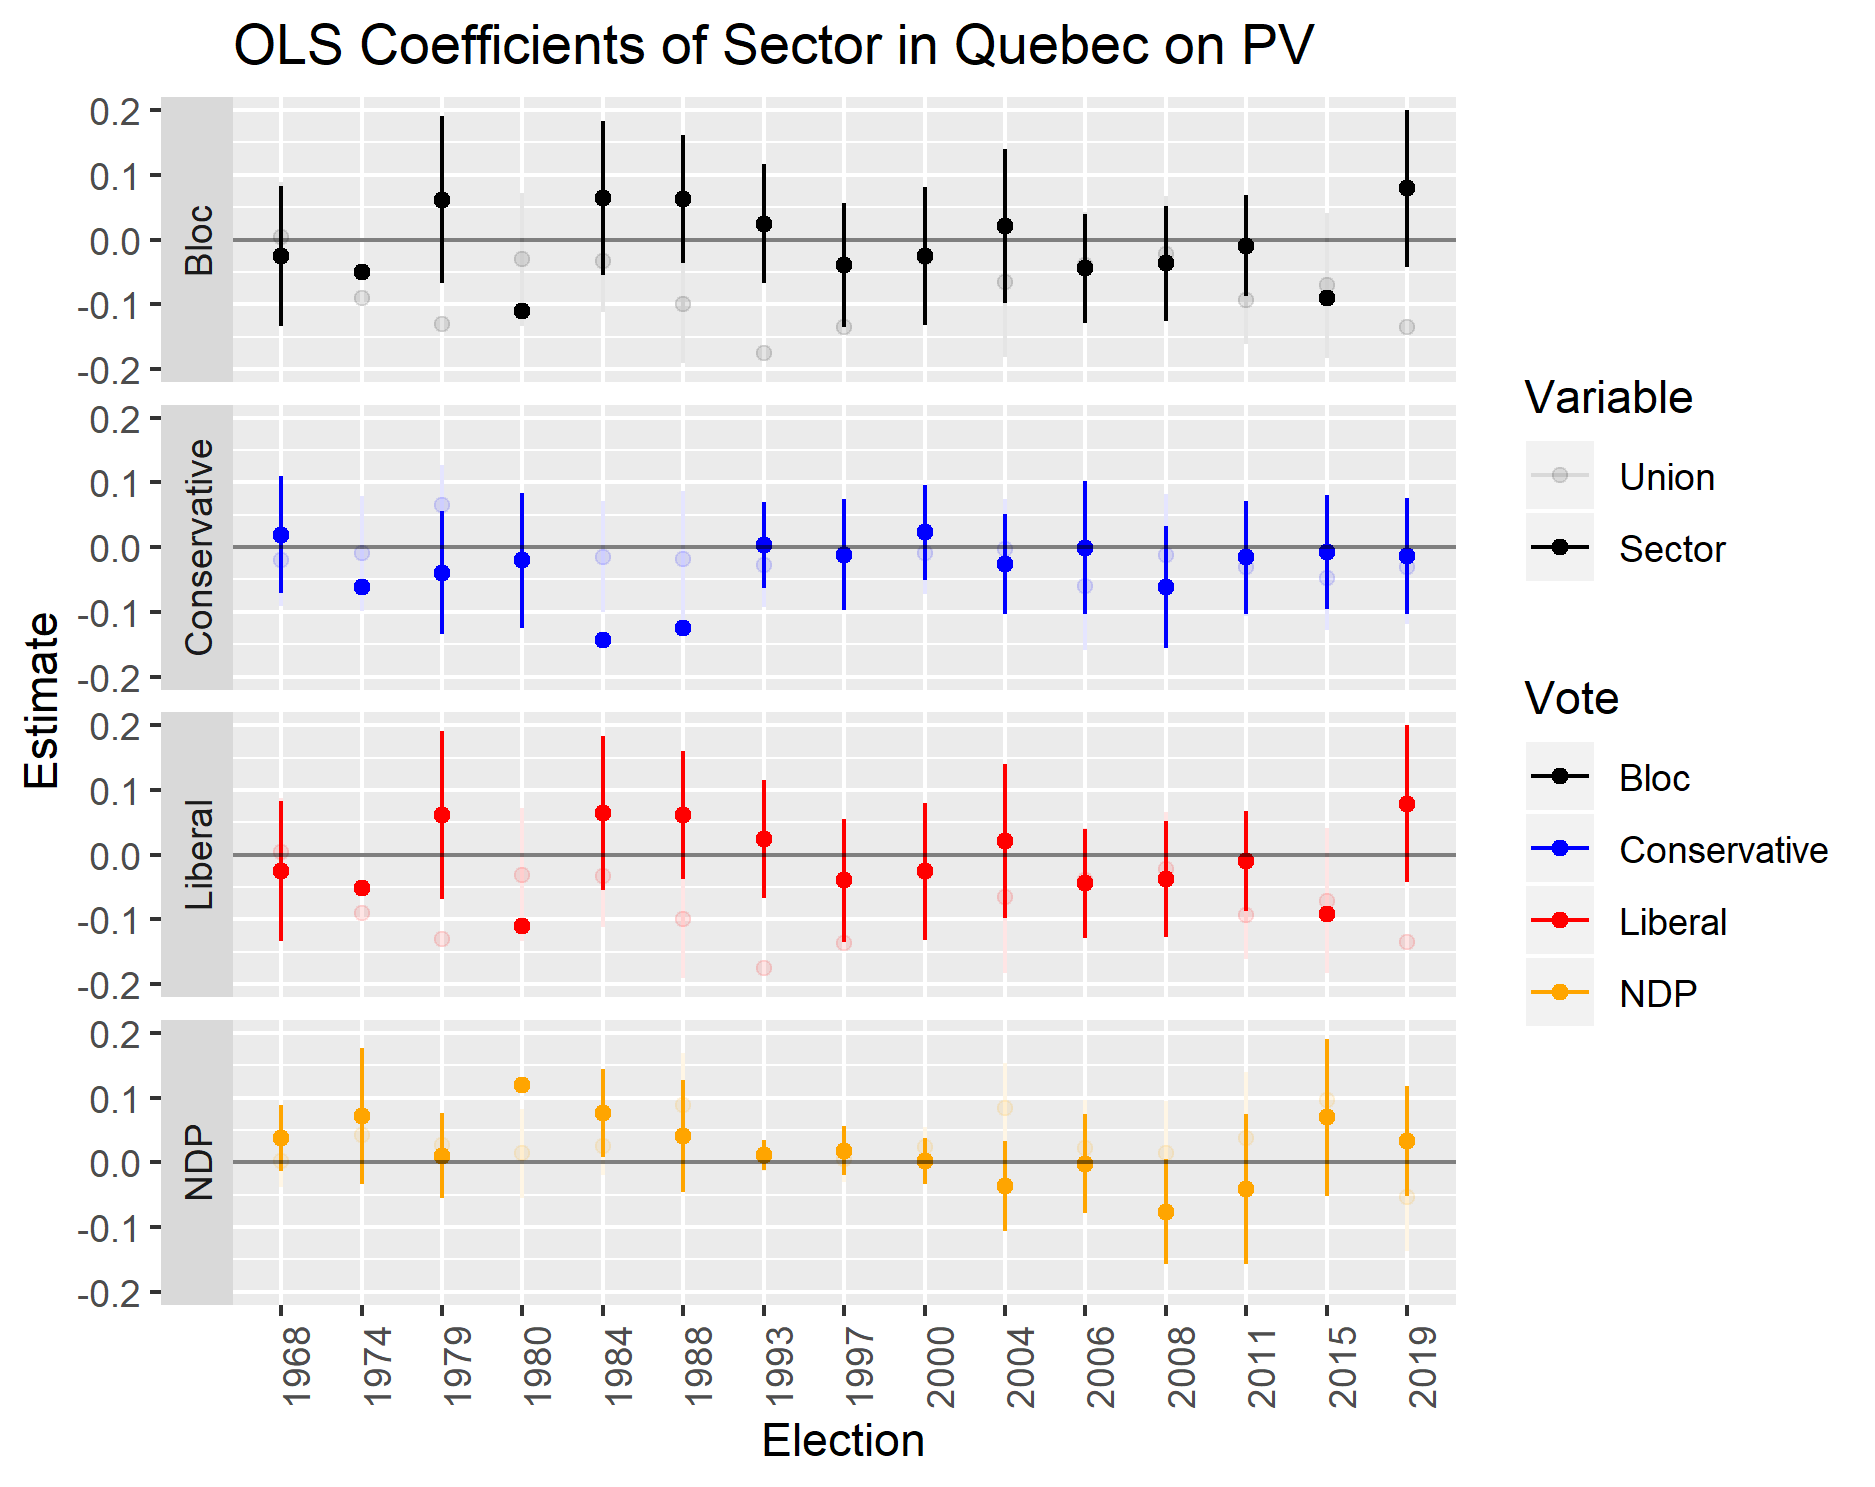 OLS Coefficients of Sector in Quebec on PV
Estimate
Bloc
0.2
0.1
0.0
-0.1
-0.2
Conservative
0.2
0.1
0.0
-0.1
-0.2
Liberal
0.2
0.1
0.0
-0.1
-0.2
NDP
0.2
0.1
0.0
-0.1
-0.2
1968
1974
1979
1980
1984
1988
1993
1997
2000
2004
2006
2008
2011
2015
2019
Election
Variable
Union
Sector
Vote
Bloc
Conservative
Liberal
NDP